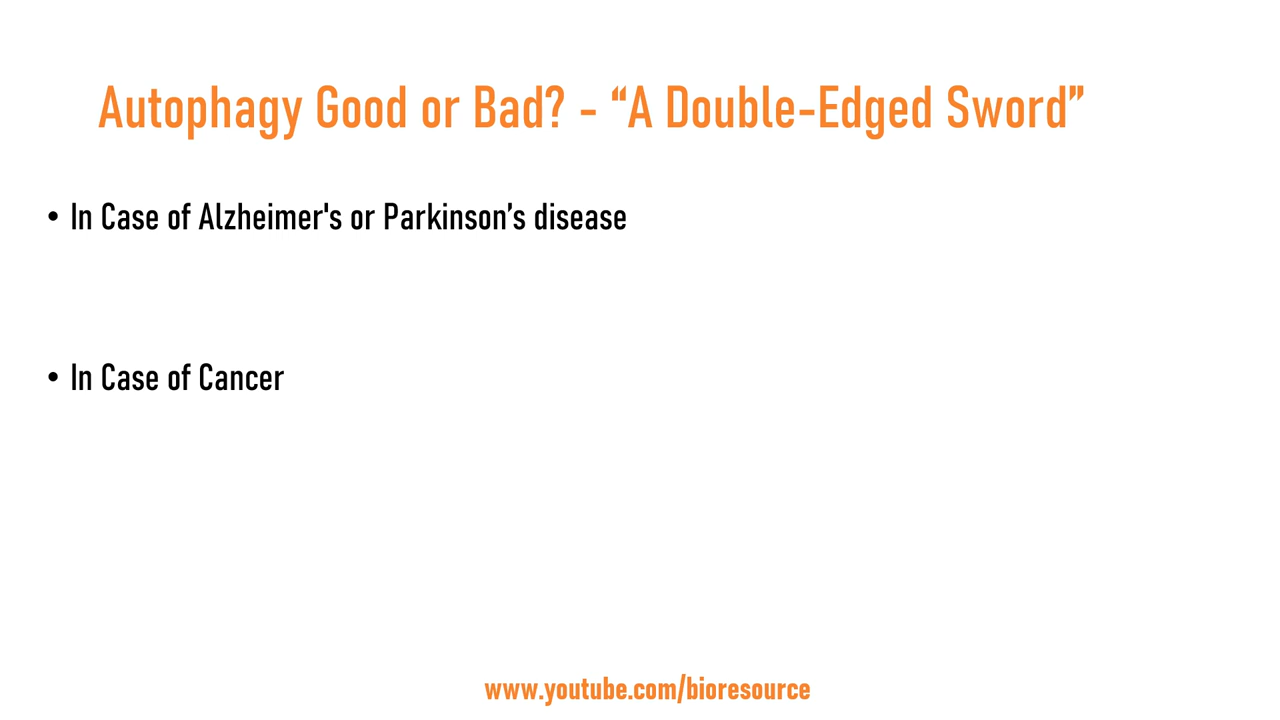 Autophagy Good or Bad? - “A Double-Edged Sword”
• In Case of Alzheimer's or Parkinson’s disease
• In Case of Cancer
www.youtube.com/bioresource